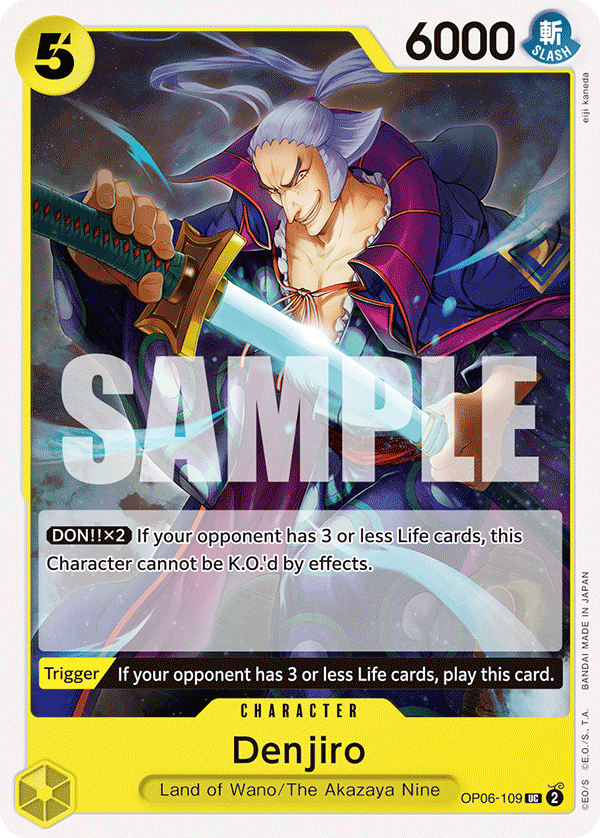 5
6000
斬
SLASH
eiji kaneda
SAMPLE
DON!!×2 If your opponent has 3 or less Life cards, this
Character cannot be K.O.'d by effects.
Trigger If your opponent has 3 or less Life cards, play this card.
CHARACTER
Denjiro
Land of Wano/The Akazaya Nine
OP06-109 UC 2
©E.O/S ©E.O./S., T.A. BANDAI MADE IN JAPAN